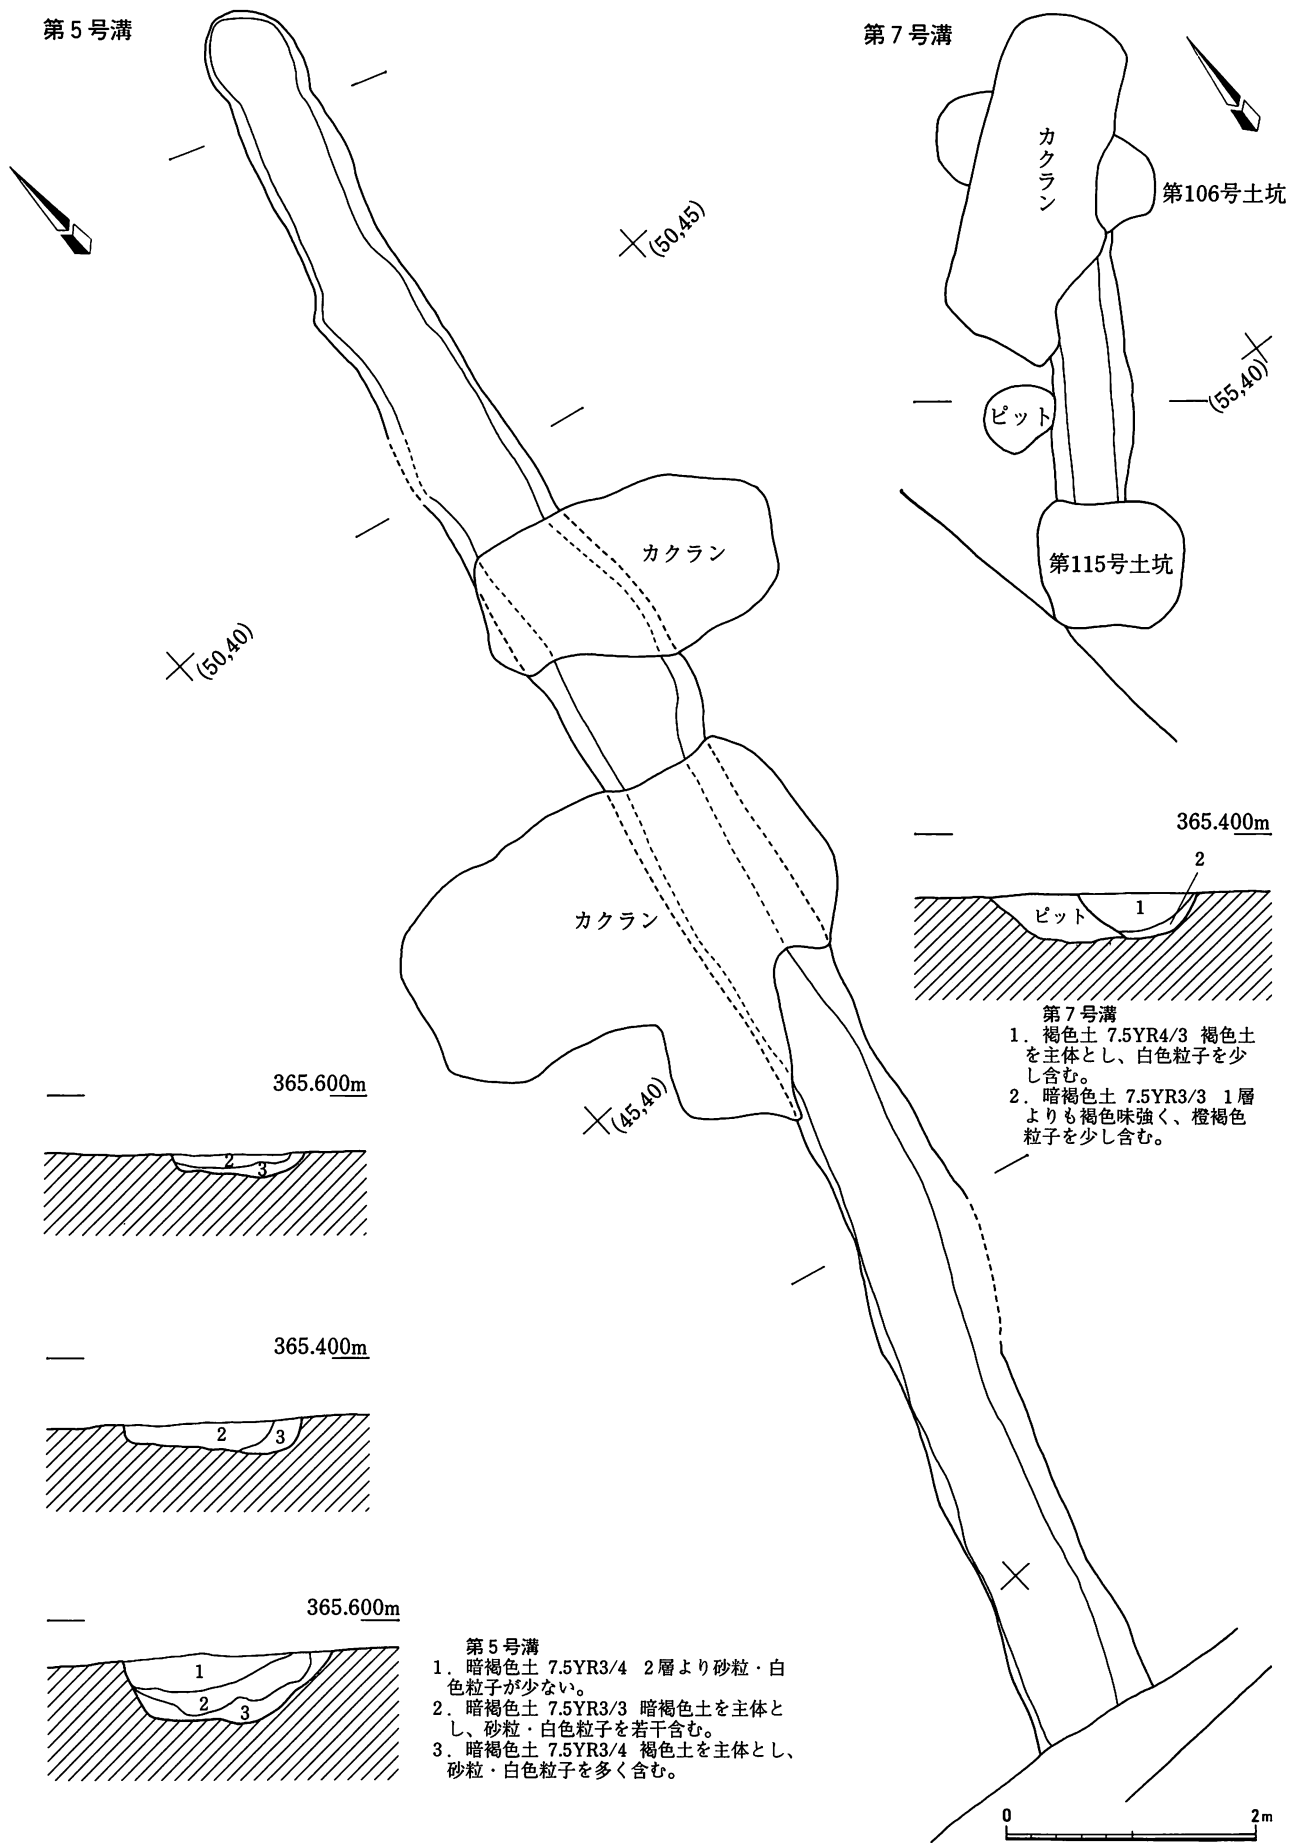 第5号溝
第7号溝
カクラン
第106号土坑
(50,45)
(55,40)
ピット
カクラン
第115号土坑
(50,40)
365.400m
2
ピット
1
カクラン
第7号溝
1. 褐色土 7.5YR4/3 褐色土
を主体とし、白色粒子を少
し含む。
2. 暗褐色土 7.5YR3/3 1層
よりも褐色味強く、橙褐色
粒子を少し含む。
(45,40)
365.600m
2
3
365.400m
2
3
365.600m
1
2
3
第5号溝
1. 暗褐色土 7.5YR3/4 2層より砂粒・白
色粒子が少ない。
2. 暗褐色土 7.5YR3/3 暗褐色土を主体と
し、砂粒・白色粒子を若干含む。
3. 暗褐色土 7.5YR3/4 褐色土を主体とし、
砂粒・白色粒子を多く含む。
0
2m